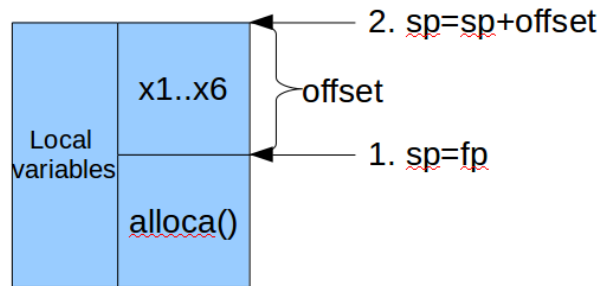 2. sp=sp+offset
x1..x6
offset
Local
variables
1. sp=fp
alloca()